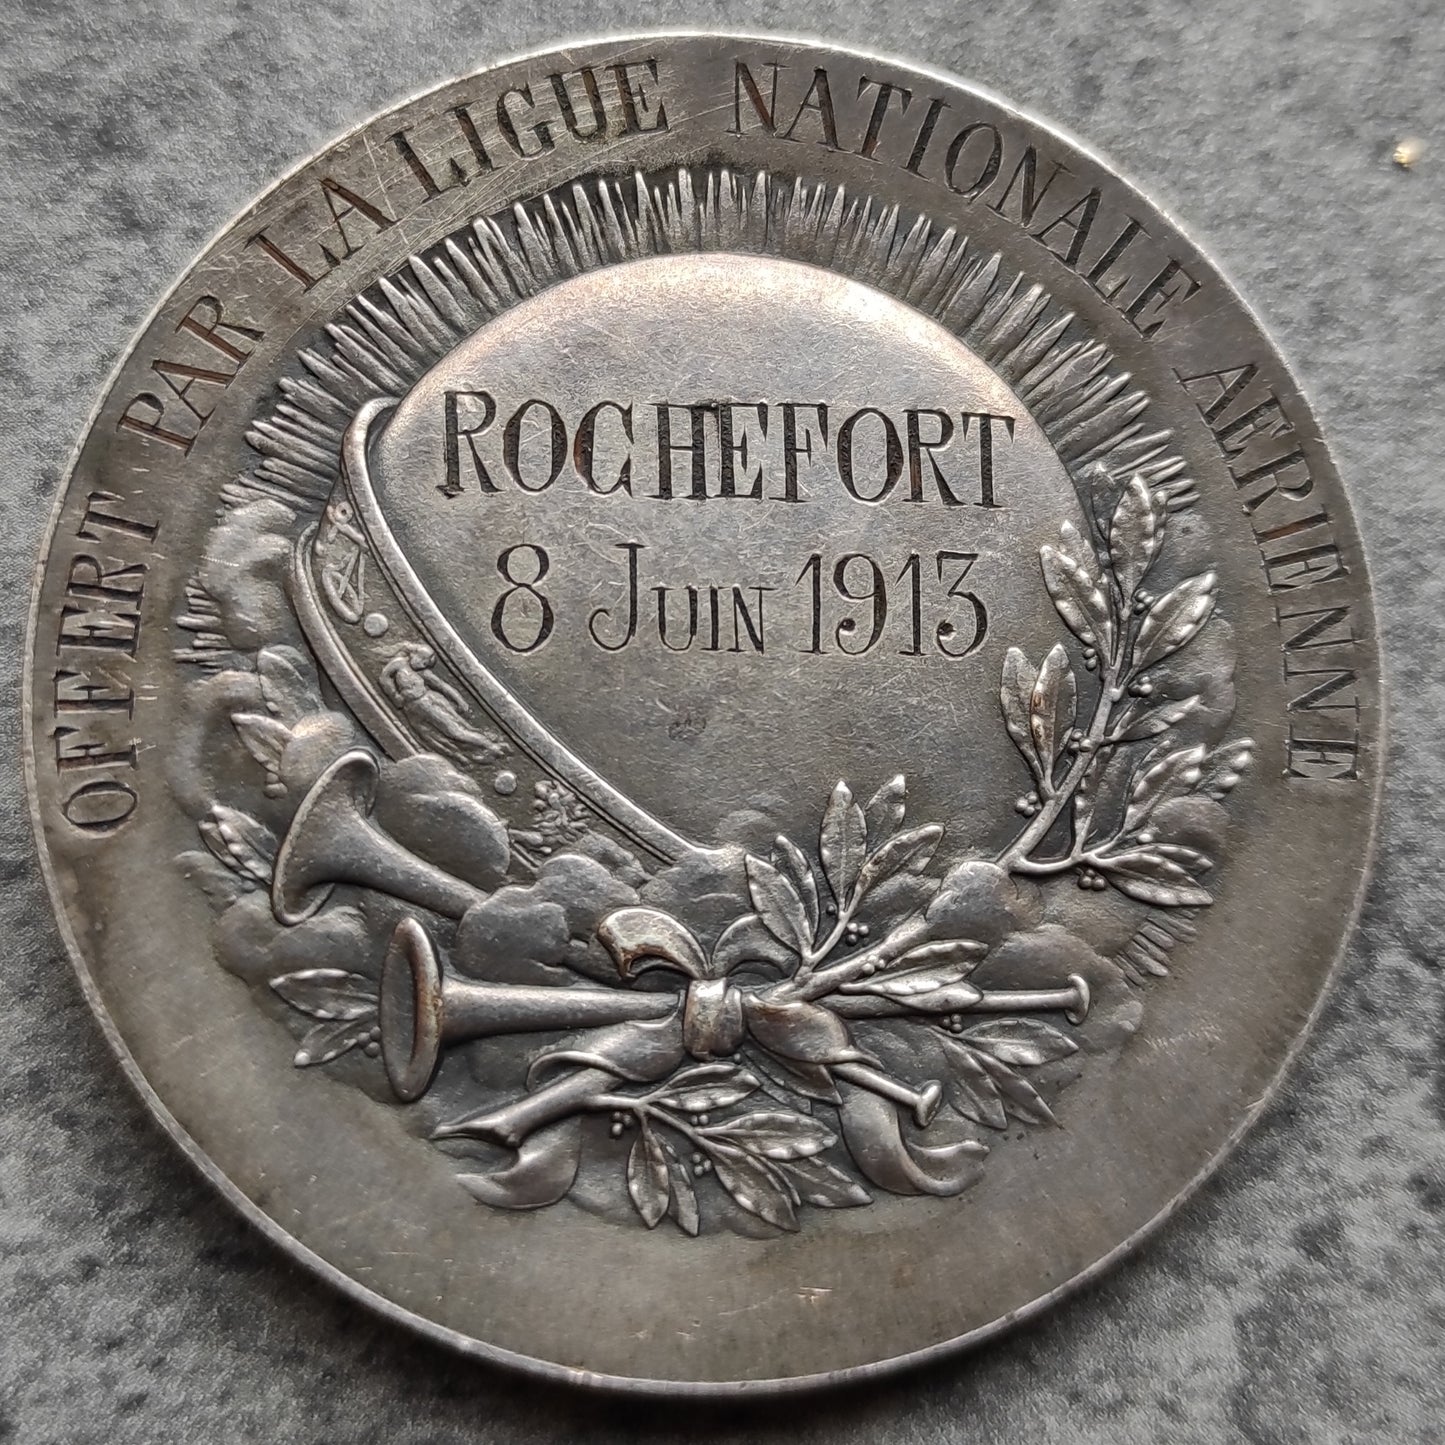 OFFERT PAR LA LIGUE NATIONALE AERIENNE
ROCHEFORT
8 JUIN 1913